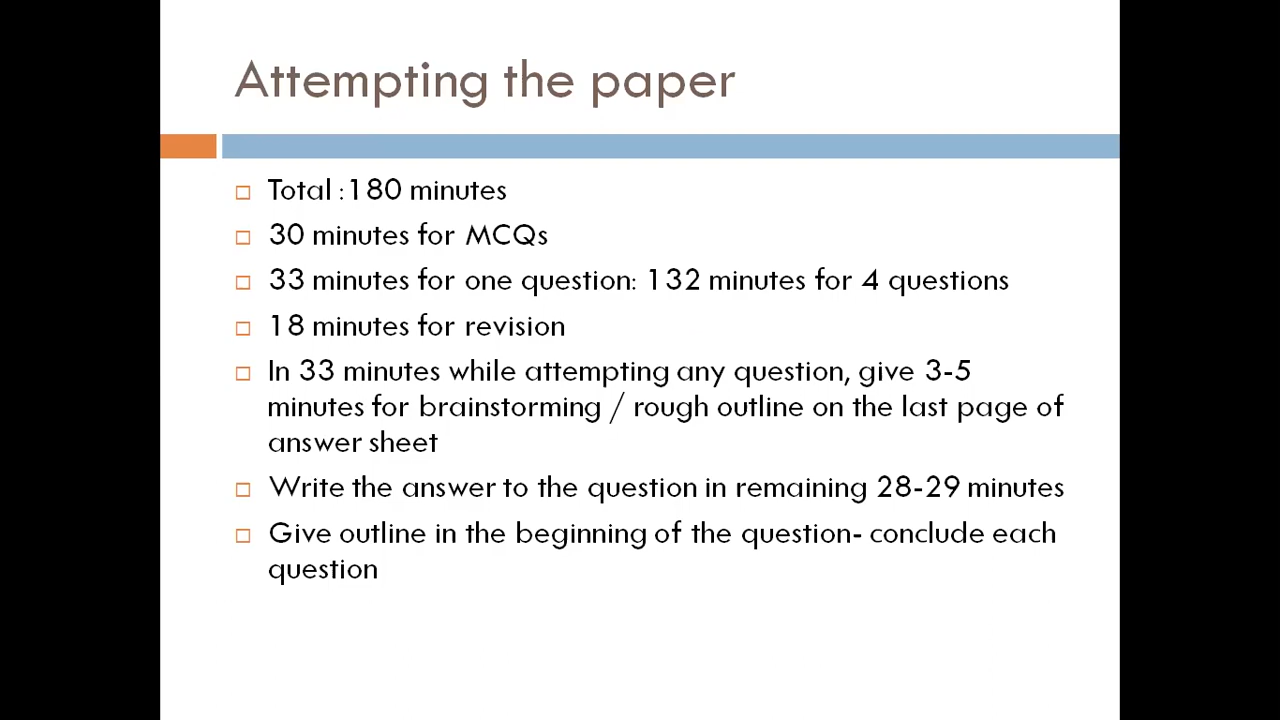 Attempting the paper
Total :180 minutes
30 minutes for MCQs
33 minutes for one question: 132 minutes for 4 questions
18 minutes for revision
In 33 minutes while attempting any question, give 3-5
minutes for brainstorming / rough outline on the last page of
answer sheet
Write the answer to the question in remaining 28-29 minutes
Give outline in the beginning of the question- conclude each
question